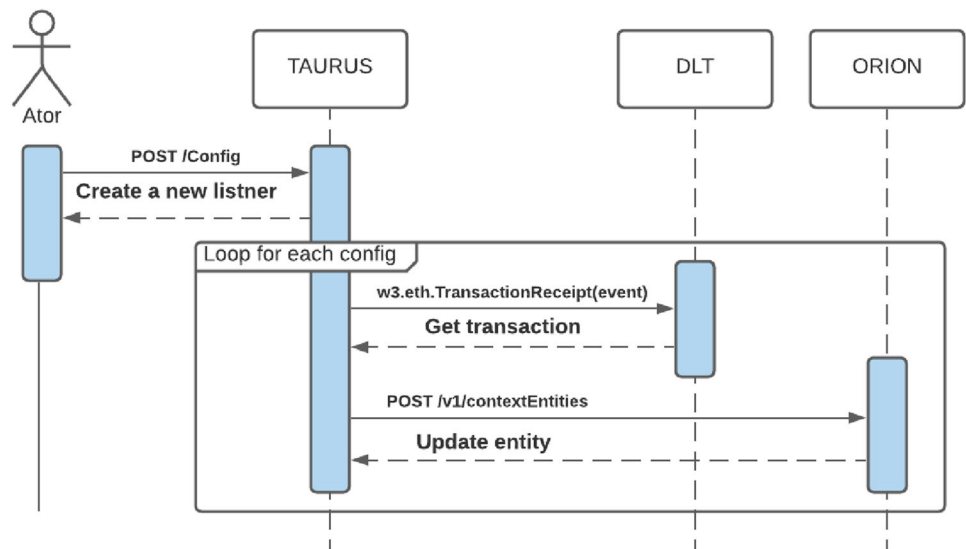 TAURUS
DLT
ORION
Ator
POST /Config
Create a new listner
Loop for each config
w3.eth.TransactionReceipt(event)
Get transaction
POST /v1/contextEntities
Update entity